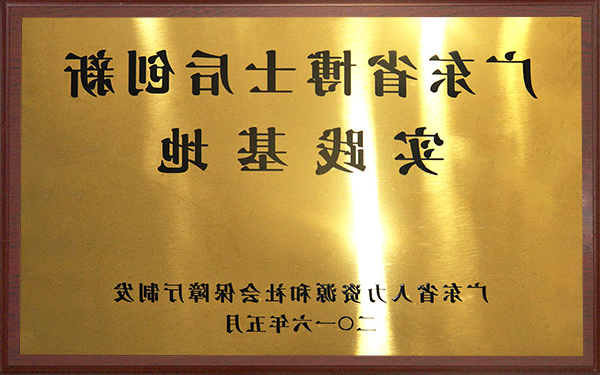 广东省博士后创新
实践基地
广东省人力资源和社会保障厅制发
二〇一六年五月